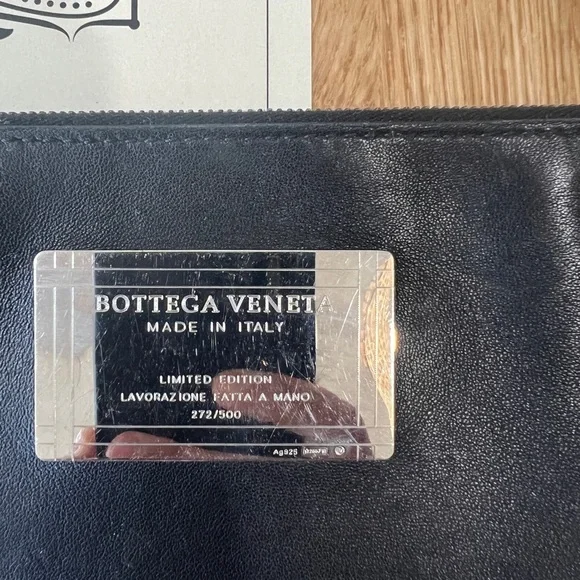 BOTTEGA VENETA
MADE IN ITALY
LIMITED EDITION
LAVORAZIONE FATTA A MANO
272/500
Ag925